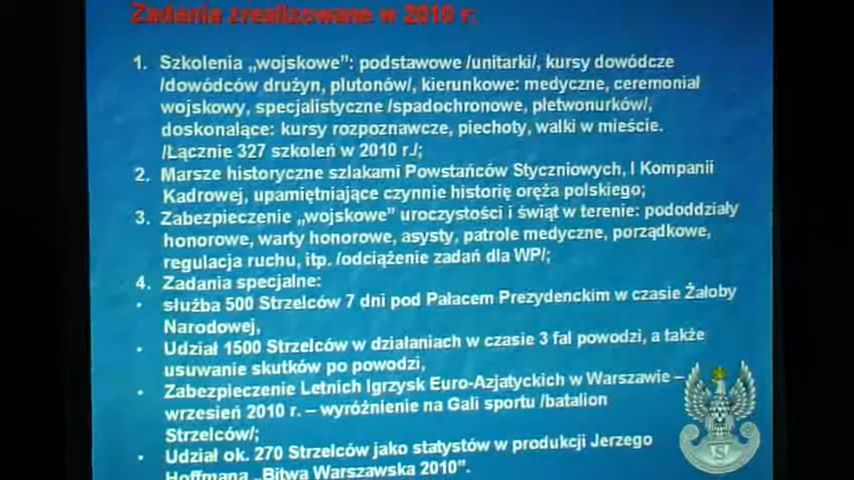 Zadania zrealizowane w 2010 r:
1. Szkolenia „wojskowe”: podstawowe /unitarki/, kursy dowódcze
/dowódców drużyn, plutonów/, kierunkowe: medyczne, ceremoniał
wojskowy, specjalistyczne /spadochronowe, płetwonurków/,
doskonalące: kursy rozpoznawcze, piechoty, walki w mieście.
/Łącznie 327 szkoleń w 2010 r./;
2. Marsze historyczne szlakami Powstańców Styczniowych, I Kompanii
Kadrowej, upamiętniające czynnie historię oręża polskiego;
3. Zabezpieczenie „wojskowe” uroczystości i świąt w terenie: pododdziały
honorowe, warty honorowe, asysty, patrole medyczne, porządkowe,
regulacja ruchu, itp. /odciążenie zadań dla WP/;
4. Zadania specjalne:
• służba 500 Strzelców 7 dni pod Pałacem Prezydenckim w czasie Żałoby
Narodowej,
• Udział 1500 Strzelców w działaniach w czasie 3 fal powodzi, a także
usuwanie skutków po powodzi,
• Zabezpieczenie Letnich Igrzysk Euro-Azjatyckich w Warszawie –
wrzesień 2010 r. – wyróżnienie na Gali sportu /batalion
Strzelców/;
• Udział ok. 270 Strzelców jako statystów w produkcji Jerzego
Hoffmana „Bitwa Warszawska 2010”.
S